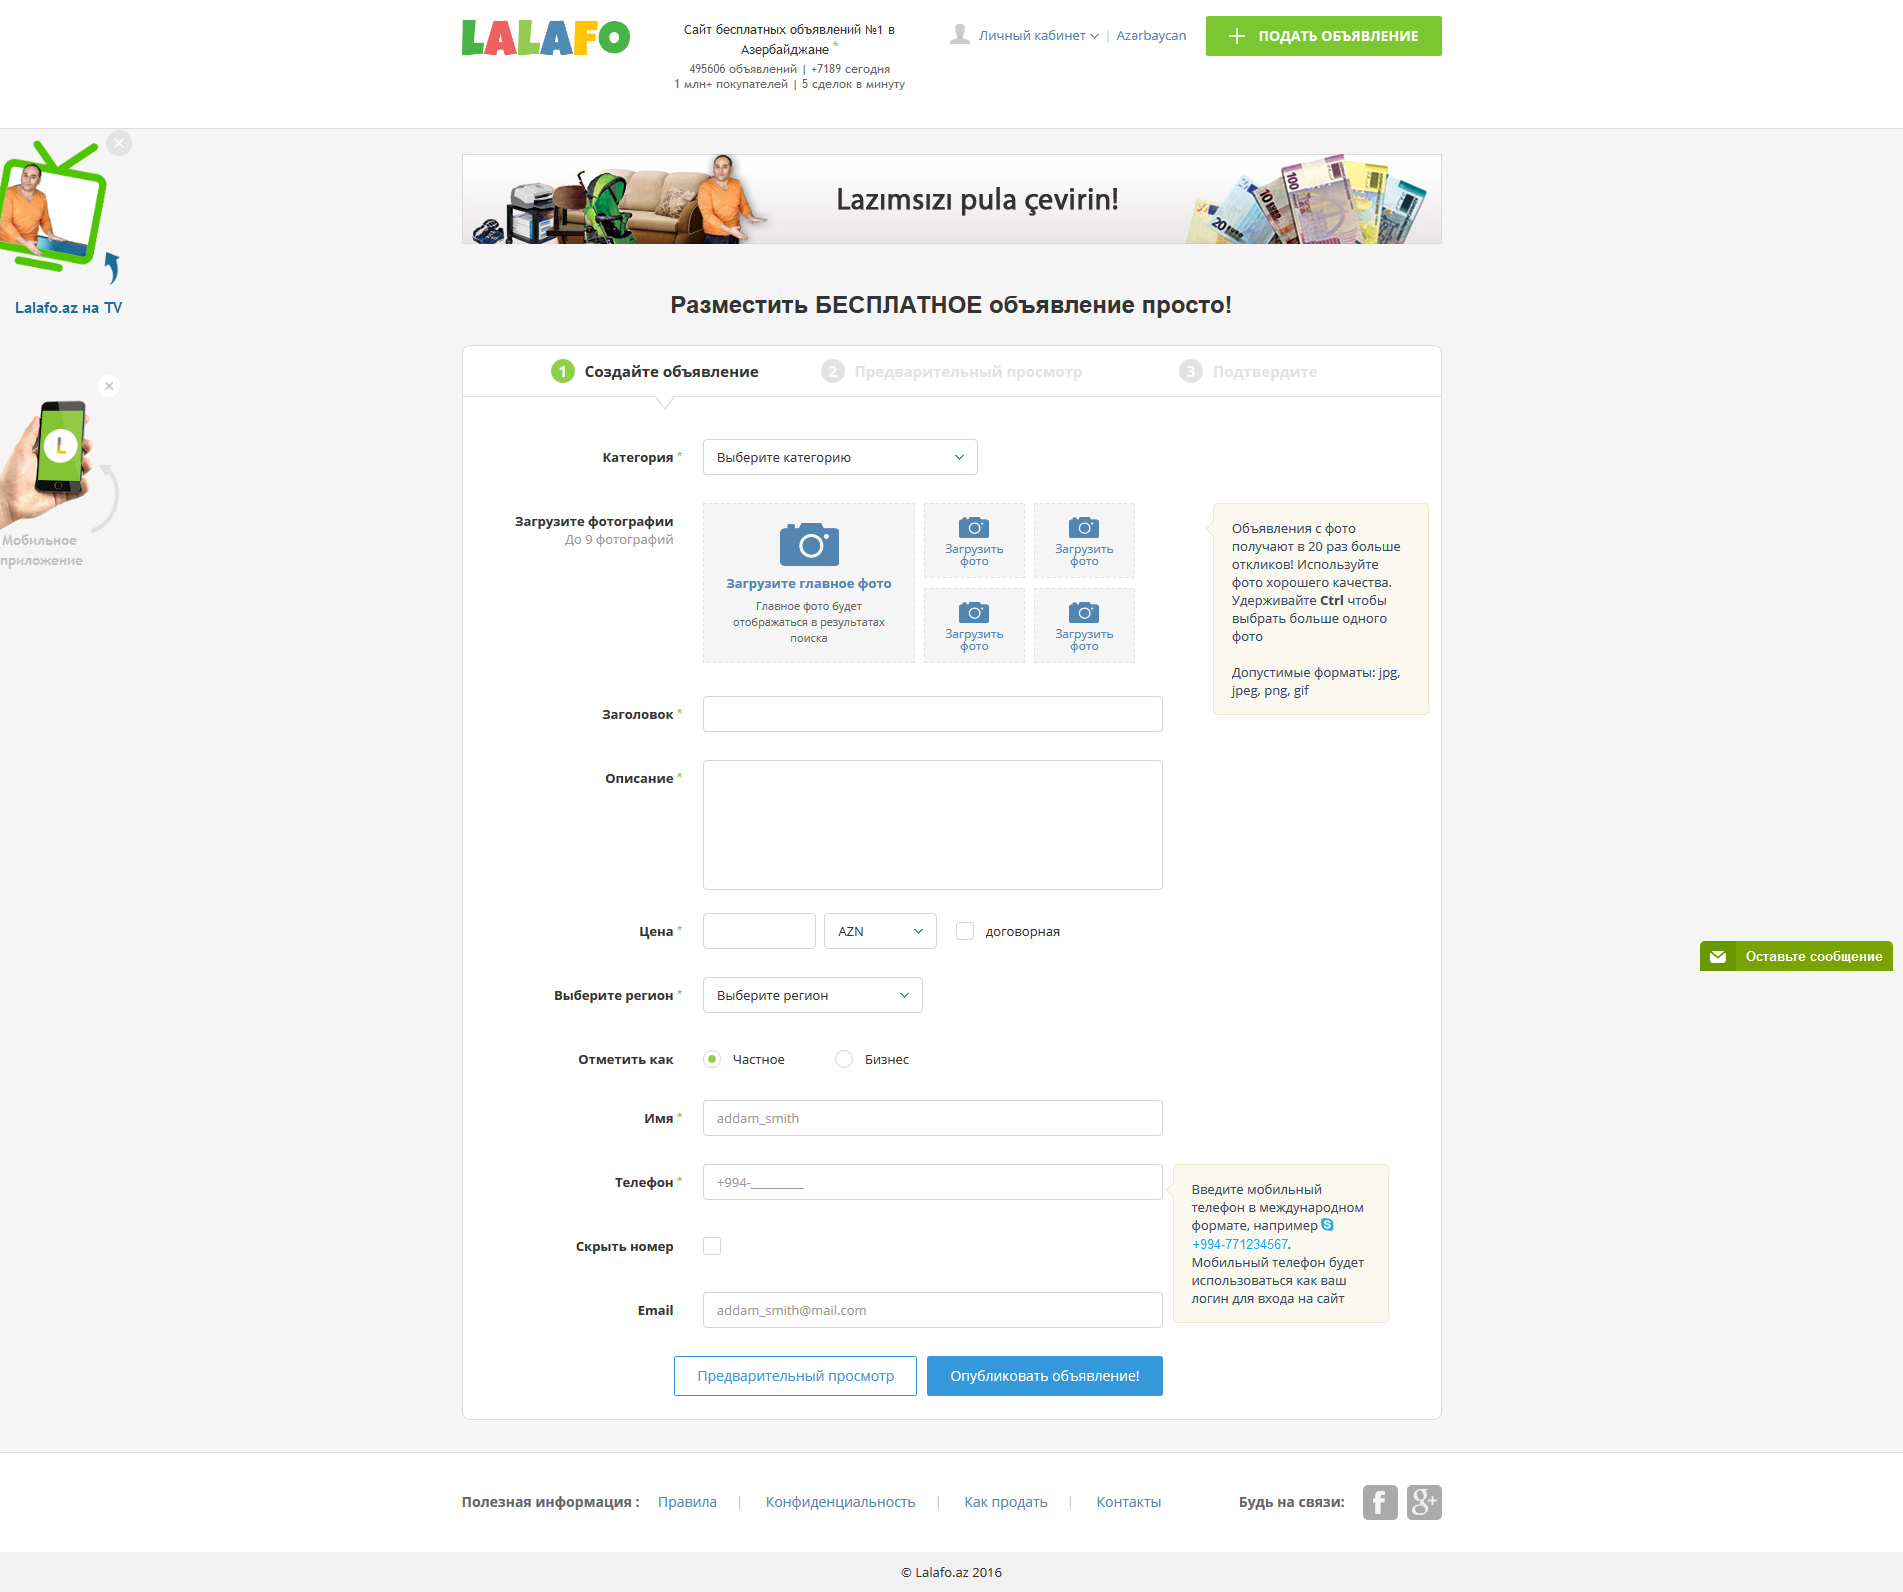 LALAFO
Сайт бесплатных объявлений №1 в
Азербайджане *
495606 объявлений | +7189 сегодня
1 млн+ покупателей | 5 сделок в минуту
Личный кабинет | Azərbaycan
ПОДАТЬ ОБЪЯВЛЕНИЕ
Lalafo.az на TV
L
Мобильное
приложение
Lazımsızı pula çevirin!
20 EURO
100
Разместить БЕСПЛАТНОЕ объявление просто!
1 Создайте объявление
2 Предварительный просмотр
3 Подтвердите
Категория *
Выберите категорию
Загрузите фотографии
До 9 фотографий
Загрузите главное фото
Главное фото будет
отображаться в результатах
поиска
Загрузить
фото
Загрузить
фото
Загрузить
фото
Загрузить
фото
Объявления с фото
получают в 20 раз больше
откликов! Используйте
фото хорошего качества.
Удерживайте Ctrl чтобы
выбрать больше одного
фото
Допустимые форматы: jpg,
jpeg, png, gif
Заголовок *
Описание *
Цена *
AZN
договорная
Выберите регион *
Выберите регион
Отметить как
Частное
Бизнес
Имя *
addam_smith
Телефон *
+994-_________
Введите мобильный
телефон в международном
формате, например
+994-771234567.
Мобильный телефон будет
использоваться как ваш
логин для входа на сайт
Скрыть номер
Email
addam_smith@mail.com
Предварительный просмотр
Опубликовать объявление!
Оставьте сообщение
Полезная информация : Правила | Конфиденциальность | Как продать | Контакты
Будь на связи:
f
g+
© Lalafo.az 2016